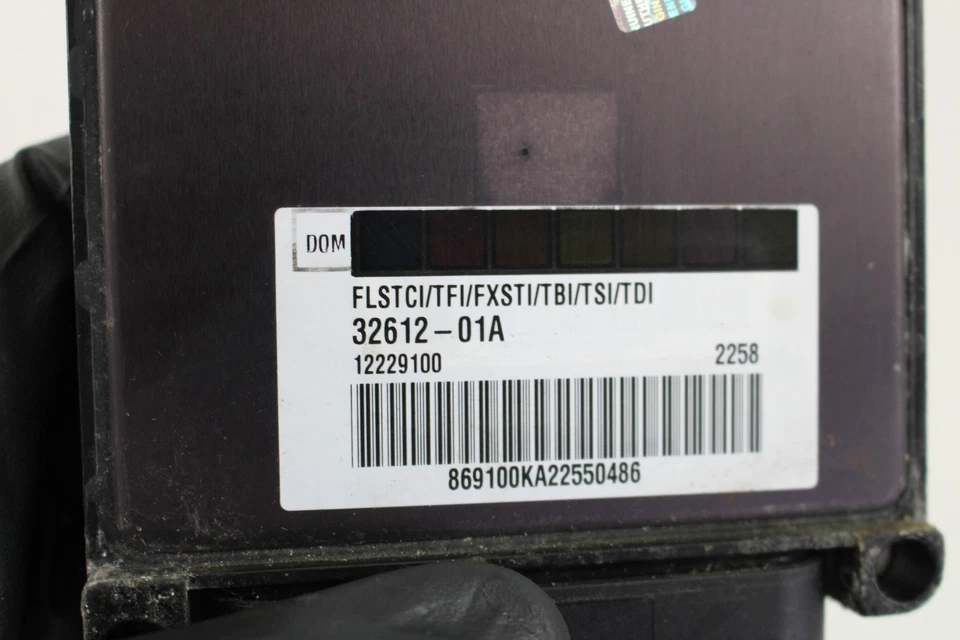 DOM
FLSTCI/TFI/FXSTI/TBI/TSI/TDI
32612-01A
12229100
2258
869100KA22550486